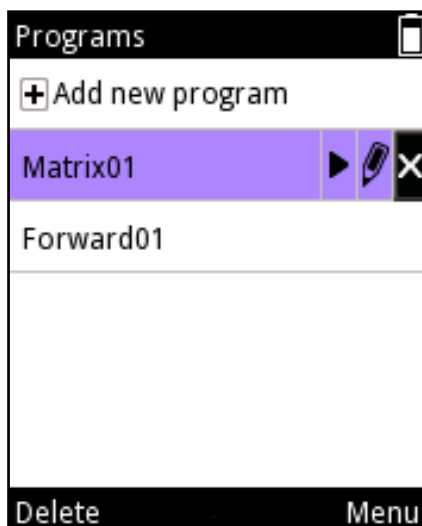 Programs
Add new program
Matrix01
Forward01
Delete Menu